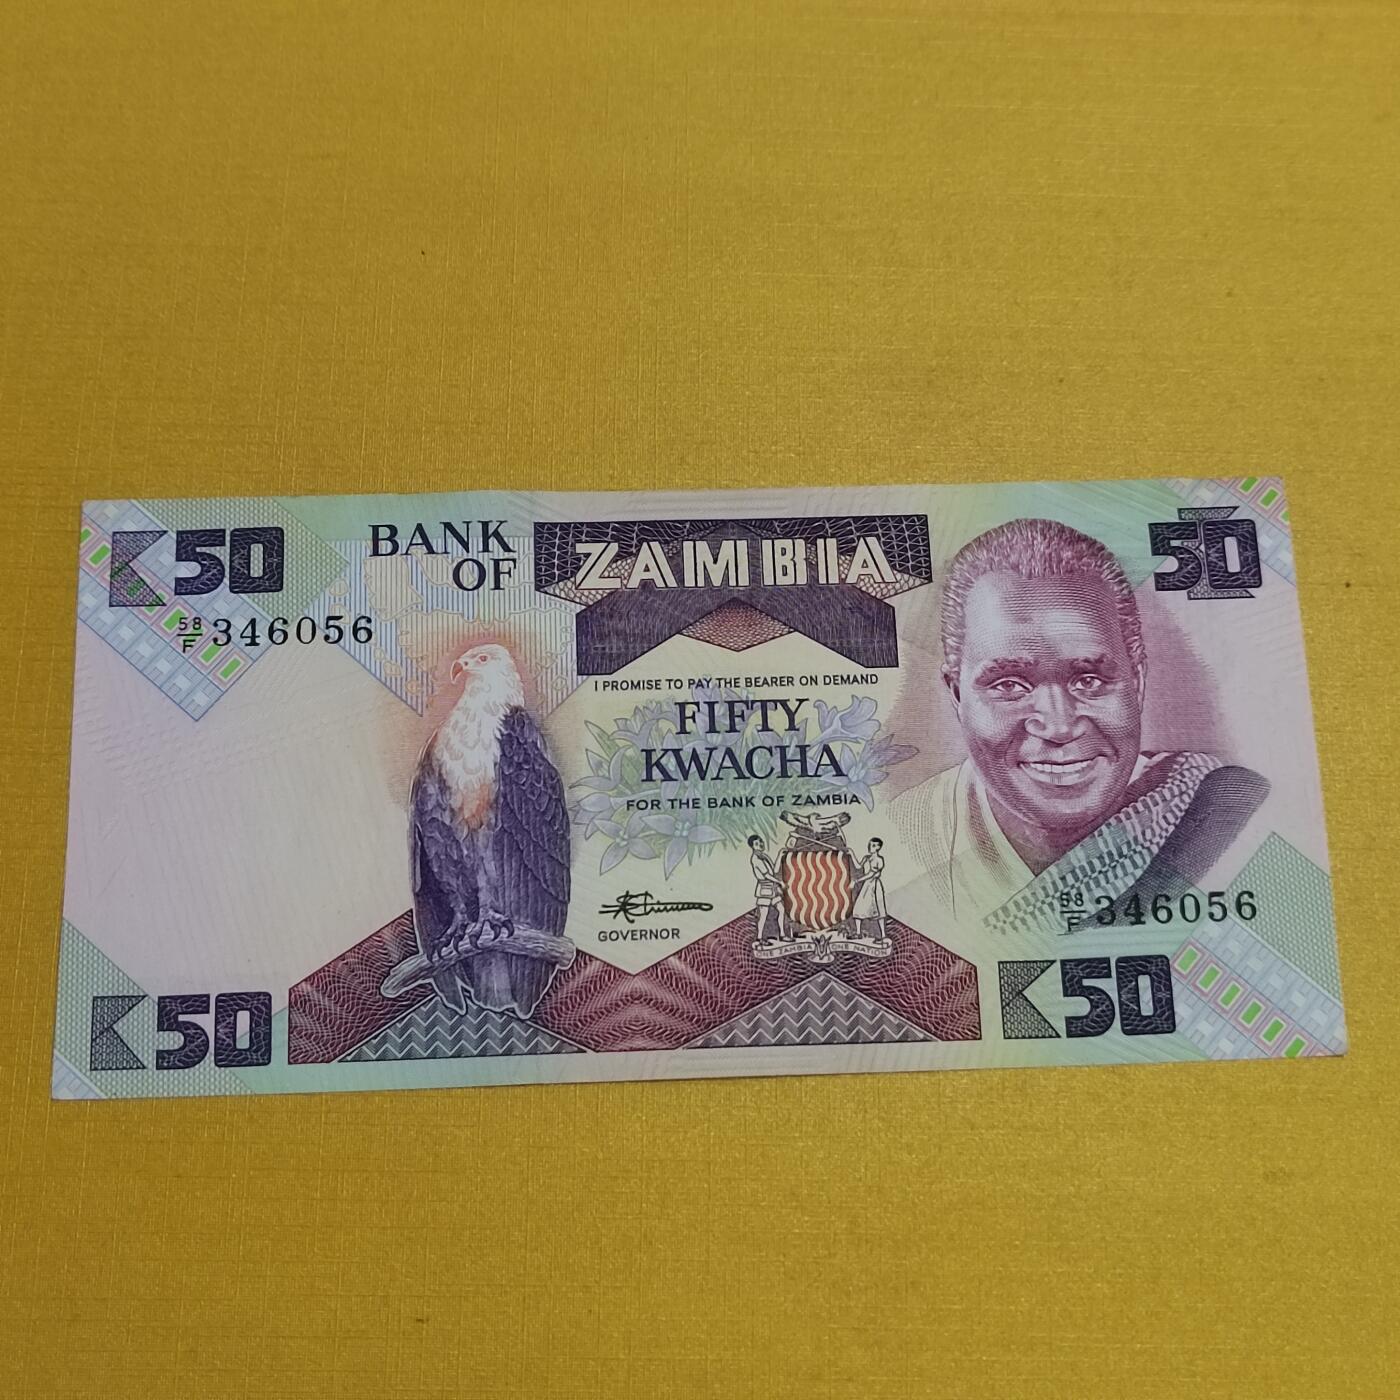 K50
BANK OF
ZAMBIA
50
58/F 346056
I PROMISE TO PAY THE BEARER ON DEMAND
FIFTY
KWACHA
FOR THE BANK OF ZAMBIA
GOVERNOR
ONE ZAMBIA ONE NATION
58/F 346056
K50
K50